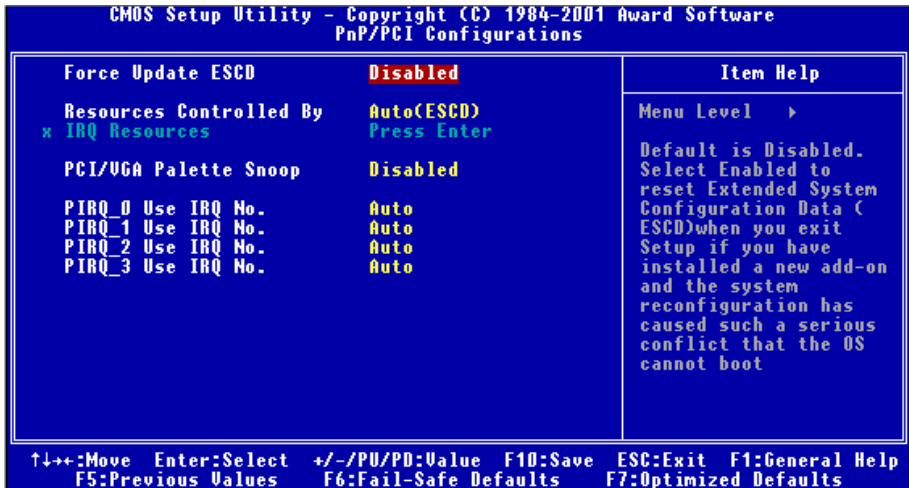 CMOS Setup Utility - Copyright (C) 1984-2001 Award Software
PnP/PCI Configurations
Force Update ESCD Disabled
Resources Controlled By Auto(ESCD)
x IRQ Resources Press Enter
PCI/VGA Palette Snoop Disabled
PIRQ_0 Use IRQ No. Auto
PIRQ_1 Use IRQ No. Auto
PIRQ_2 Use IRQ No. Auto
PIRQ_3 Use IRQ No. Auto
Item Help
Menu Level ▸
Default is Disabled.
Select Enabled to
reset Extended System
Configuration Data (
ESCD)when you exit
Setup if you have
installed a new add-on
and the system
reconfiguration has
caused such a serious
conflict that the OS
cannot boot
↑↓→←:Move Enter:Select +/-/PU/PD:Value F10:Save ESC:Exit F1:General Help
F5:Previous Values F6:Fail-Safe Defaults F7:Optimized Defaults